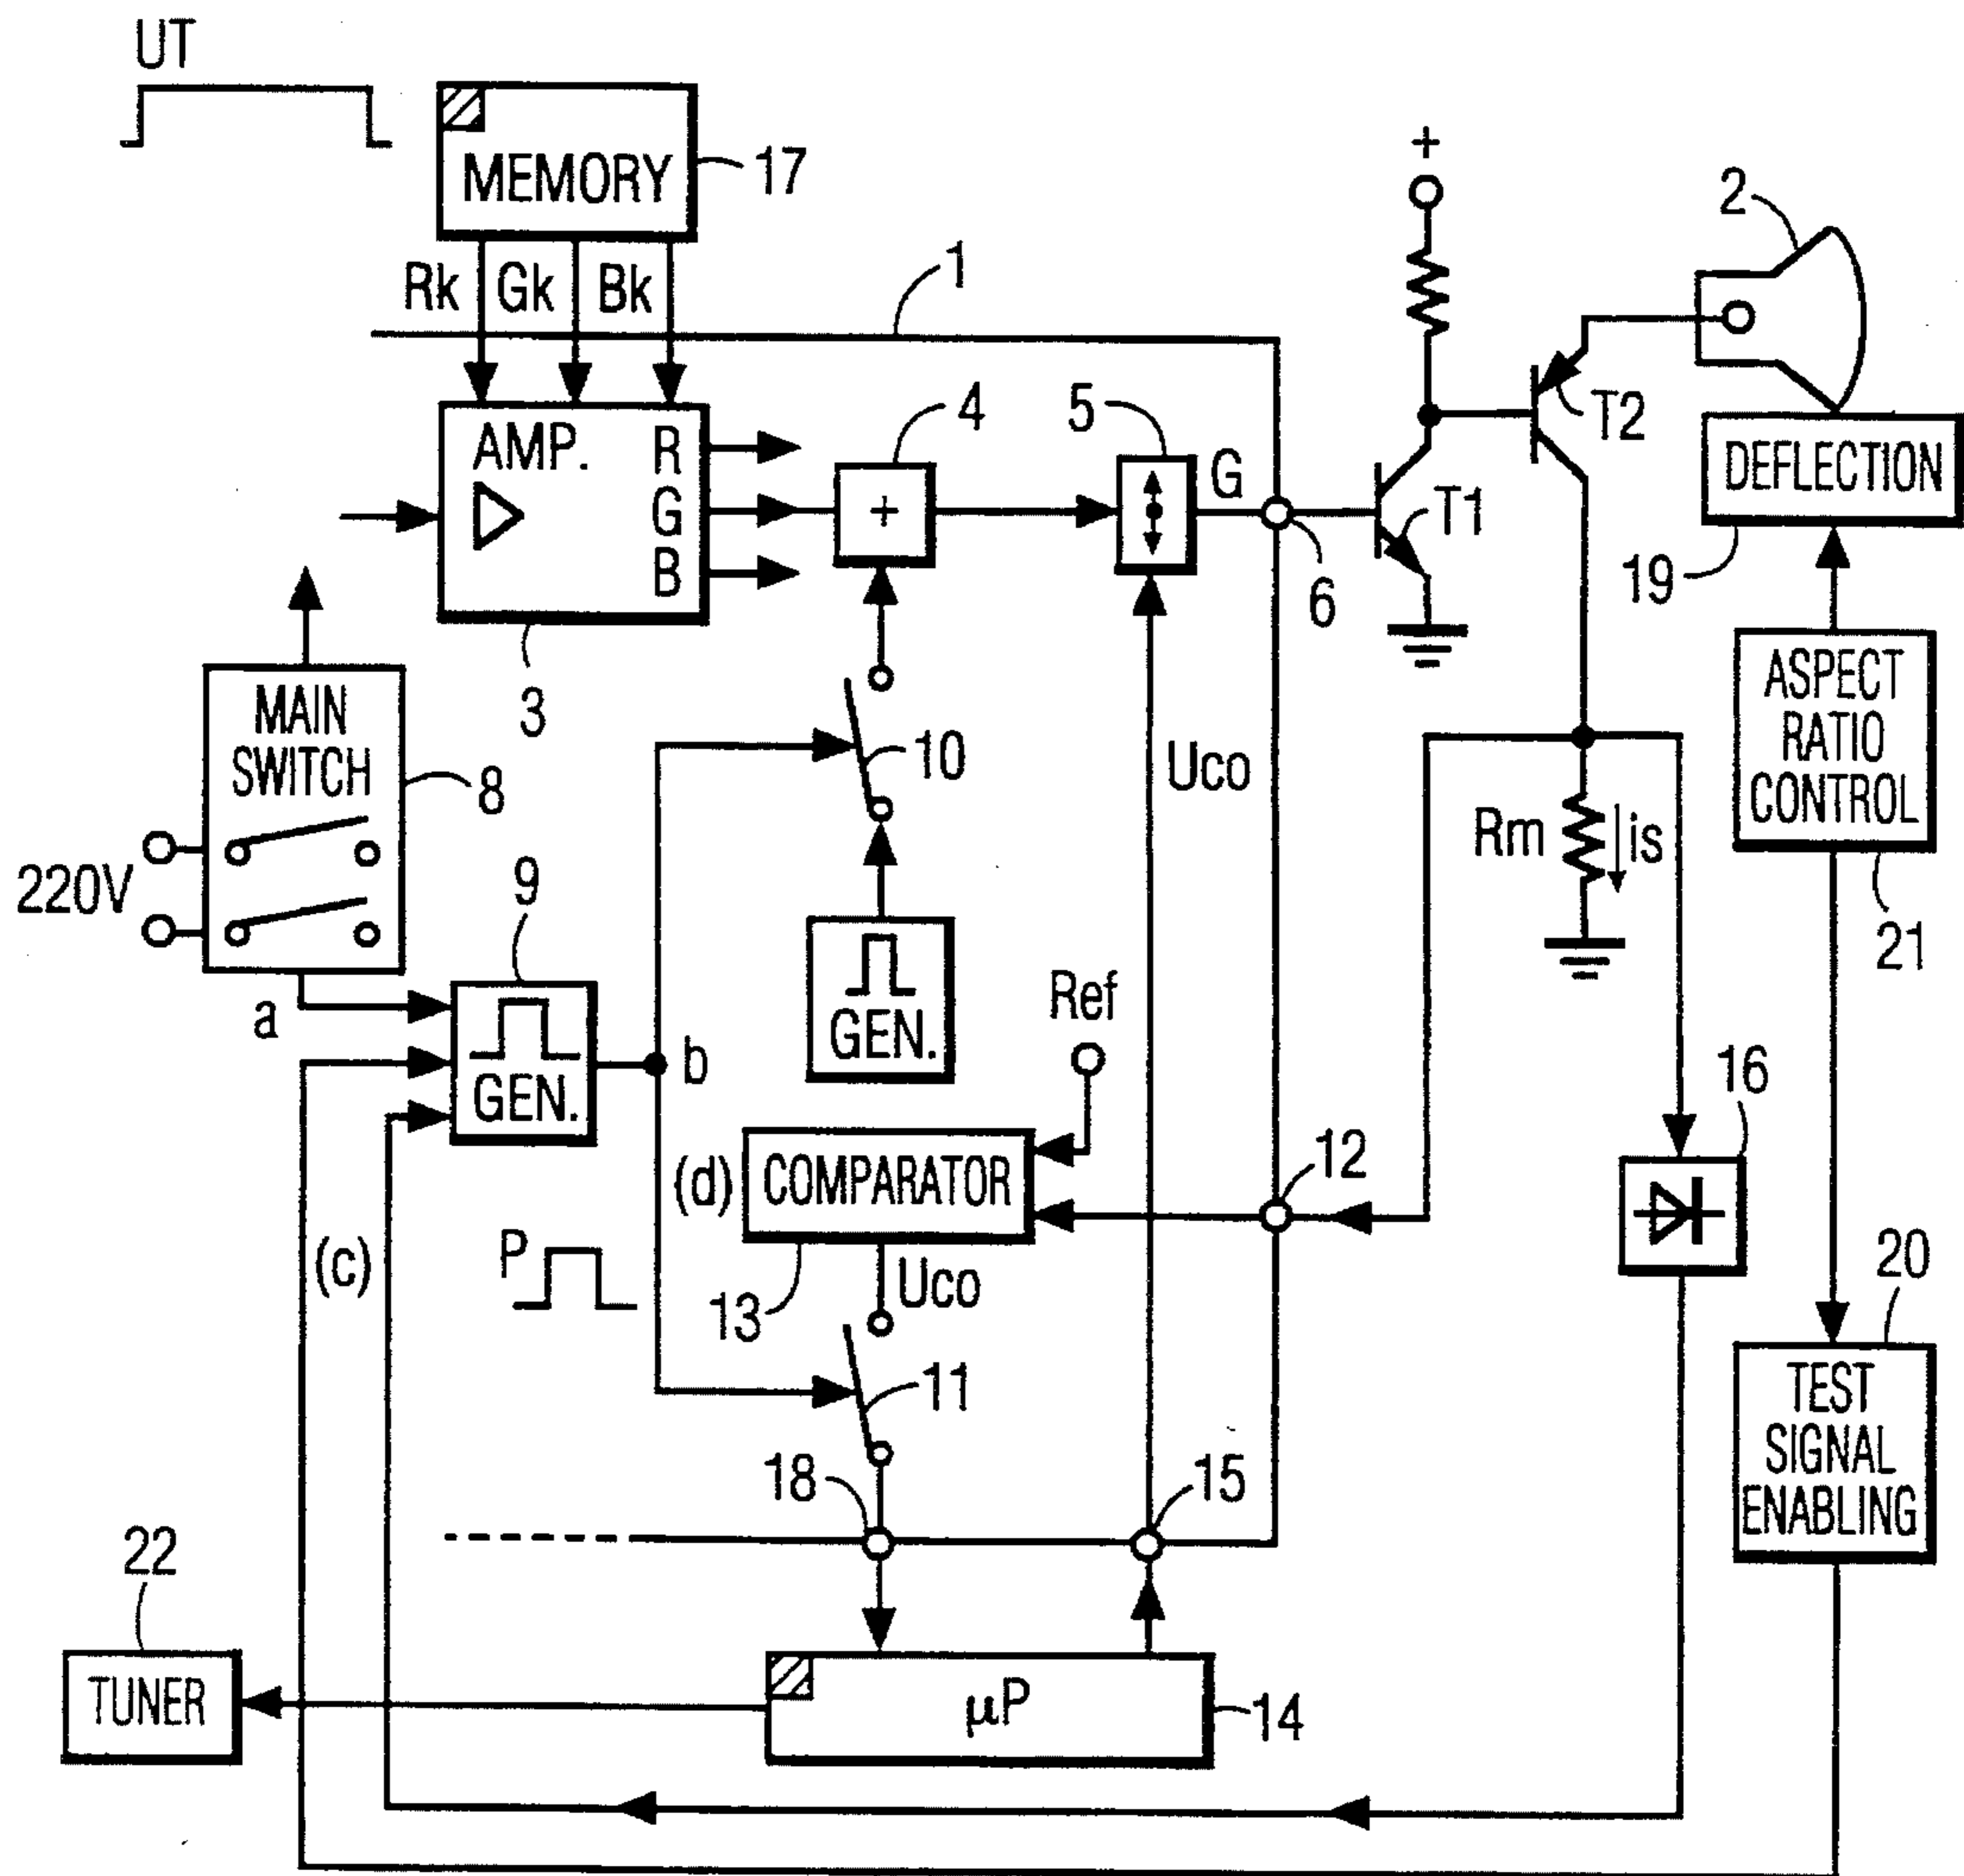 UT
MEMORY
17
Rk
Gk
Bk
1
+
2
AMP.
R
G
B
3
4
+
5
G
6
T1
T2
DEFLECTION
19
MAIN
SWITCH
8
220V
a
9
GEN.
b
10
GEN.
Uco
Rm
is
ASPECT
RATIO
CONTROL
21
Ref
(d)
COMPARATOR
12
13
Uco
16
(c)
P
11
18
15
20
TEST
SIGNAL
ENABLING
22
TUNER
μP
14